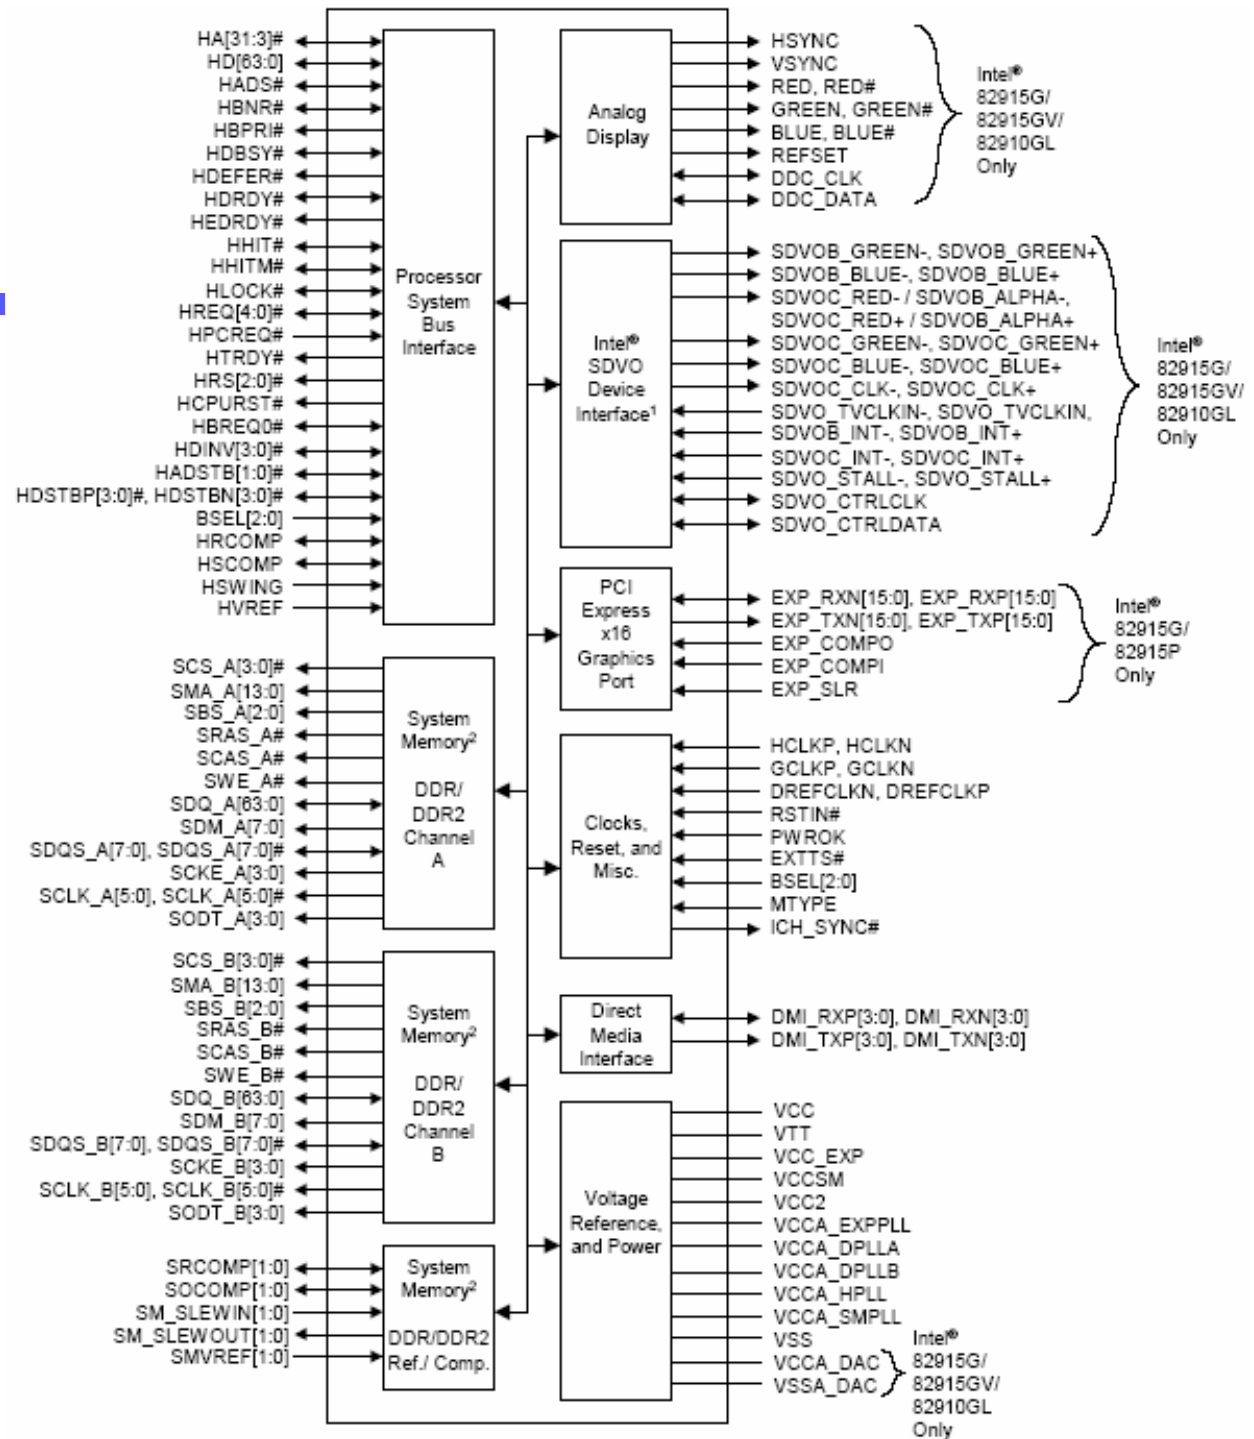 HA[31:3]#
HD[63:0]
HADS#
HBNR#
HBPRI#
HDBSY#
HDEFER#
HDRDY#
HEDRDY#
HHIT#
HHITM#
HLOCK#
HREQ[4:0]#
HPCREQ#
HTRDY#
HRS[2:0]#
HCPURST#
HBREQ0#
HDINV[3:0]#
HADSTB[1:0]#
HDSTBP[3:0]#, HDSTBN[3:0]#
BSEL[2:0]
HRCOMP
HSCOMP
HSWING
HVREF
Processor
System
Bus
Interface
SCS_A[3:0]#
SMA_A[13:0]
SBS_A[2:0]
SRAS_A#
SCAS_A#
SWE_A#
SDQ_A[63:0]
SDM_A[7:0]
SDQS_A[7:0], SDQS_A[7:0]#
SCKE_A[3:0]
SCLK_A[5:0], SCLK_A[5:0]#
SODT_A[3:0]
System
Memory2
DDR/
DDR2
Channel
A
SCS_B[3:0]#
SMA_B[13:0]
SBS_B[2:0]
SRAS_B#
SCAS_B#
SWE_B#
SDQ_B[63:0]
SDM_B[7:0]
SDQS_B[7:0], SDQS_B[7:0]#
SCKE_B[3:0]
SCLK_B[5:0], SCLK_B[5:0]#
SODT_B[3:0]
System
Memory2
DDR/
DDR2
Channel
B
SRCOMP[1:0]
SOCOMP[1:0]
SM_SLEWIN[1:0]
SM_SLEWOUT[1:0]
SMVREF[1:0]
System
Memory2
DDR/DDR2
Ref./ Comp.
Analog
Display
HSYNC
VSYNC
RED, RED#
GREEN, GREEN#
BLUE, BLUE#
REFSET
DDC_CLK
DDC_DATA
Intel®
82915G/
82915GV/
82910GL
Only
Intel®
SDVO
Device
Interface1
SDVOB_GREEN-, SDVOB_GREEN+
SDVOB_BLUE-, SDVOB_BLUE+
SDVOC_RED- / SDVOB_ALPHA-,
SDVOC_RED+ / SDVOB_ALPHA+
SDVOC_GREEN-, SDVOC_GREEN+
SDVOC_BLUE-, SDVOC_BLUE+
SDVOC_CLK-, SDVOC_CLK+
SDVO_TVCLKIN-, SDVO_TVCLKIN,
SDVOB_INT-, SDVOB_INT+
SDVOC_INT-, SDVOC_INT+
SDVO_STALL-, SDVO_STALL+
SDVO_CTRLCLK
SDVO_CTRLDATA
Intel®
82915G/
82915GV/
82910GL
Only
PCI
Express
x16
Graphics
Port
EXP_RXN[15:0], EXP_RXP[15:0]
EXP_TXN[15:0], EXP_TXP[15:0]
EXP_COMPO
EXP_COMPI
EXP_SLR
Intel®
82915G/
82915P
Only
Clocks,
Reset, and
Misc.
HCLKP, HCLKN
GCLKP, GCLKN
DREFCLKN, DREFCLKP
RSTIN#
PWROK
EXTTS#
BSEL[2:0]
MTYPE
ICH_SYNC#
Direct
Media
Interface
DMI_RXP[3:0], DMI_RXN[3:0]
DMI_TXP[3:0], DMI_TXN[3:0]
Voltage
Reference,
and Power
VCC
VTT
VCC_EXP
VCCSM
VCC2
VCCA_EXPPLL
VCCA_DPLLA
VCCA_DPLLB
VCCA_HPLL
VCCA_SMPLL
VSS
VCCA_DAC
VSSA_DAC
Intel®
82915G/
82915GV/
82910GL
Only